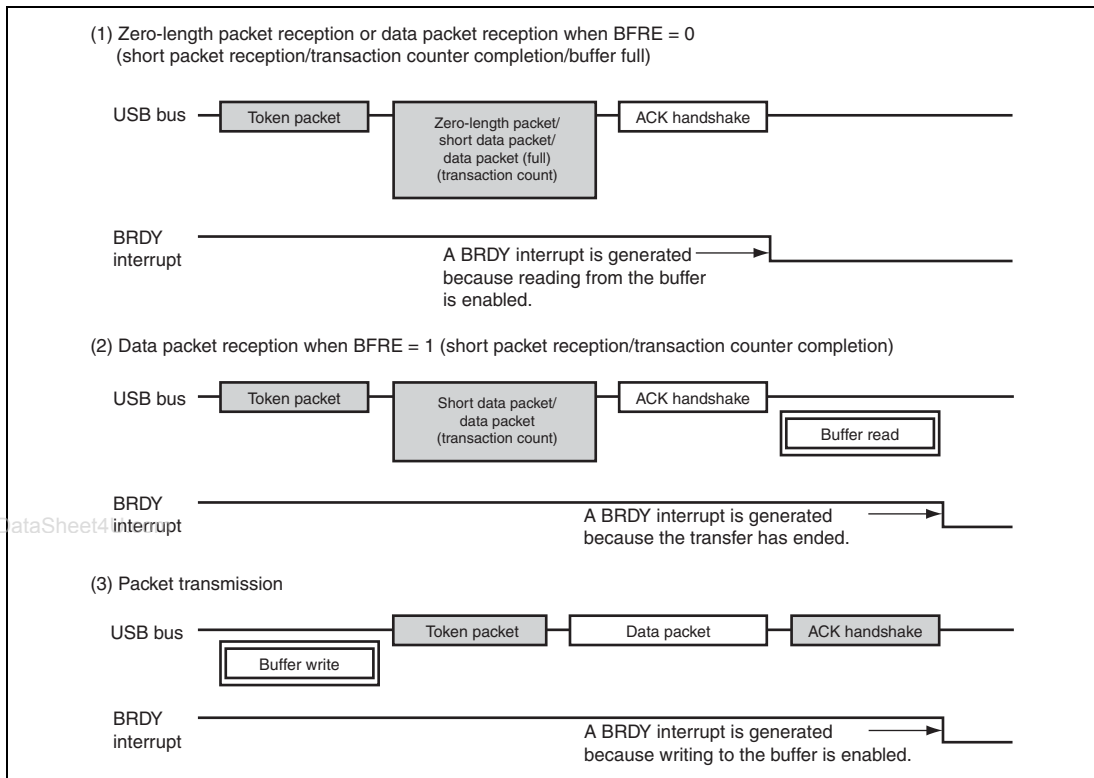 (1) Zero-length packet reception or data packet reception when BFRE = 0
(short packet reception/transaction counter completion/buffer full)
USB bus
Token packet
Zero-length packet/
short data packet/
data packet (full)
(transaction count)
ACK handshake
BRDY
interrupt
A BRDY interrupt is generated
because reading from the buffer
is enabled.
(2) Data packet reception when BFRE = 1 (short packet reception/transaction counter completion)
USB bus
Token packet
Short data packet/
data packet
(transaction count)
ACK handshake
Buffer read
BRDY
interrupt
A BRDY interrupt is generated
because the transfer has ended.
(3) Packet transmission
USB bus
Token packet
Data packet
ACK handshake
Buffer write
BRDY
interrupt
A BRDY interrupt is generated
because writing to the buffer is enabled.